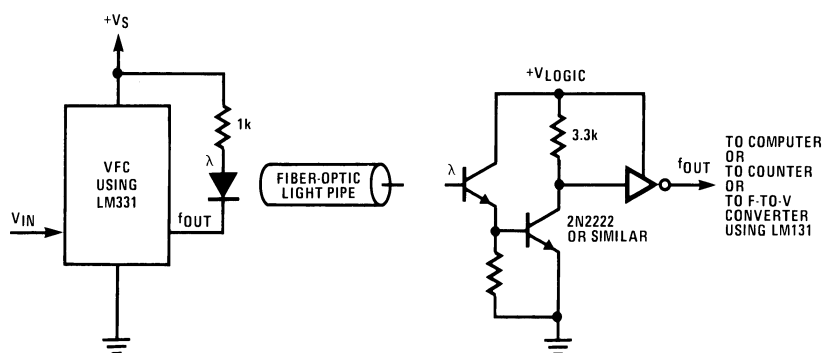 +VS
1k
λ
VFC
USING
LM331
VIN
fOUT
FIBER-OPTIC
LIGHT PIPE
+VLOGIC
3.3k
λ
2N2222
OR SIMILAR
fOUT
TO COMPUTER
OR
TO COUNTER
OR
TO F-TO-V
CONVERTER
USING LM131